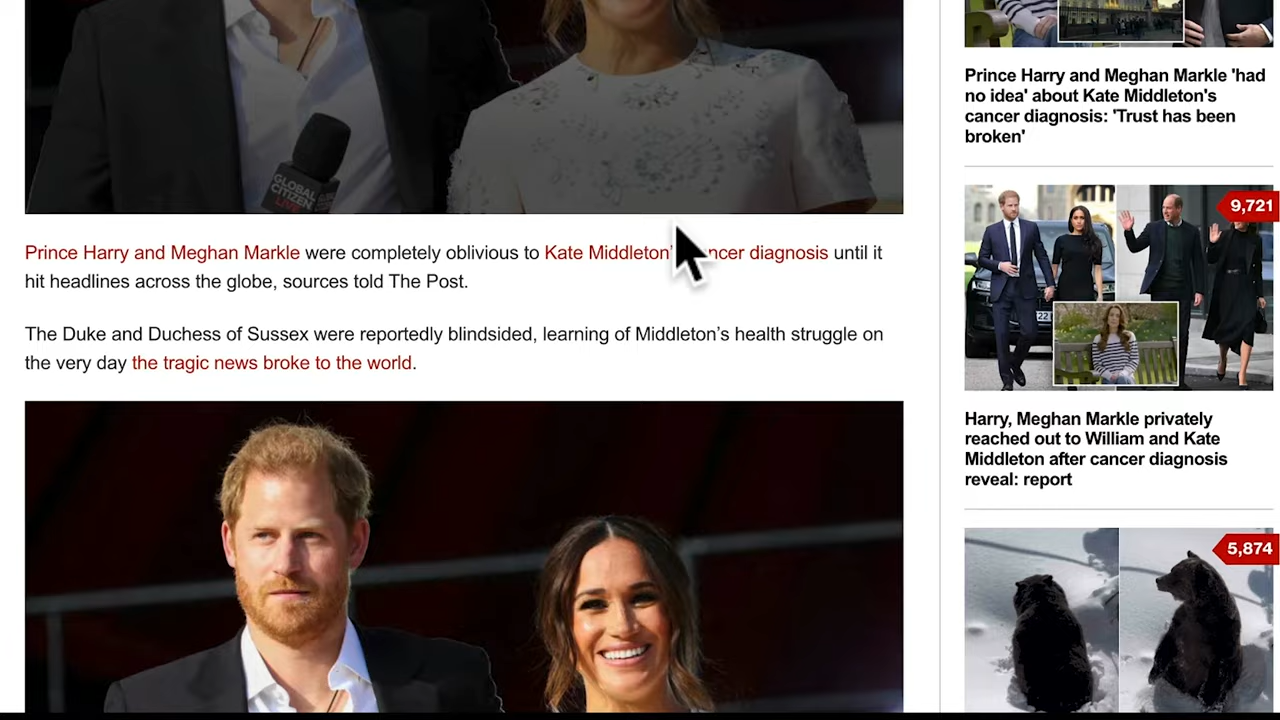 GLOBAL
CITIZEN
LIVE
Prince Harry and Meghan Markle were completely oblivious to Kate Middleton' ncer diagnosis until it
hit headlines across the globe, sources told The Post.
The Duke and Duchess of Sussex were reportedly blindsided, learning of Middleton’s health struggle on
the very day the tragic news broke to the world.
Prince Harry and Meghan Markle 'had
no idea' about Kate Middleton's
cancer diagnosis: 'Trust has been
broken'
9,721
Harry, Meghan Markle privately
reached out to William and Kate
Middleton after cancer diagnosis
reveal: report
5,874